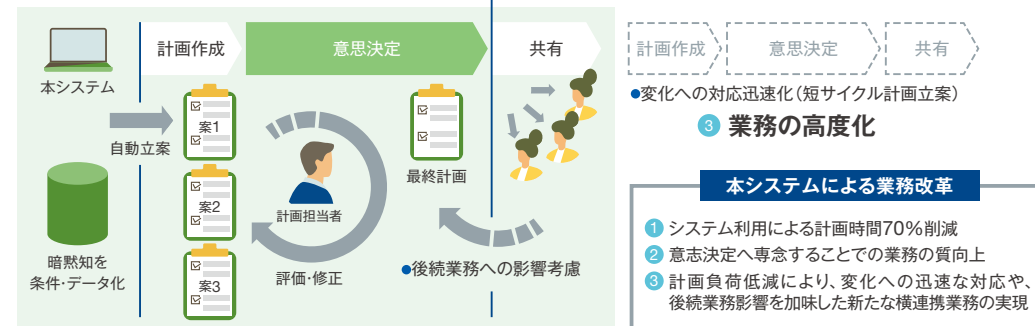 本システム
自動立案
暗黙知を
条件・データ化
計画作成
意思決定
共有
案1
案2
案3
計画担当者
評価・修正
最終計画
●後続業務への影響考慮
計画作成
意思決定
共有
●変化への対応迅速化（短サイクル計画立案）
3 業務の高度化
本システムによる業務改革
1 システム利用による計画時間70%削減
2 意志決定へ専念することでの業務の質向上
3 計画負荷低減により、変化への迅速な対応や、
後続業務影響を加味した新たな横連携業務の実現